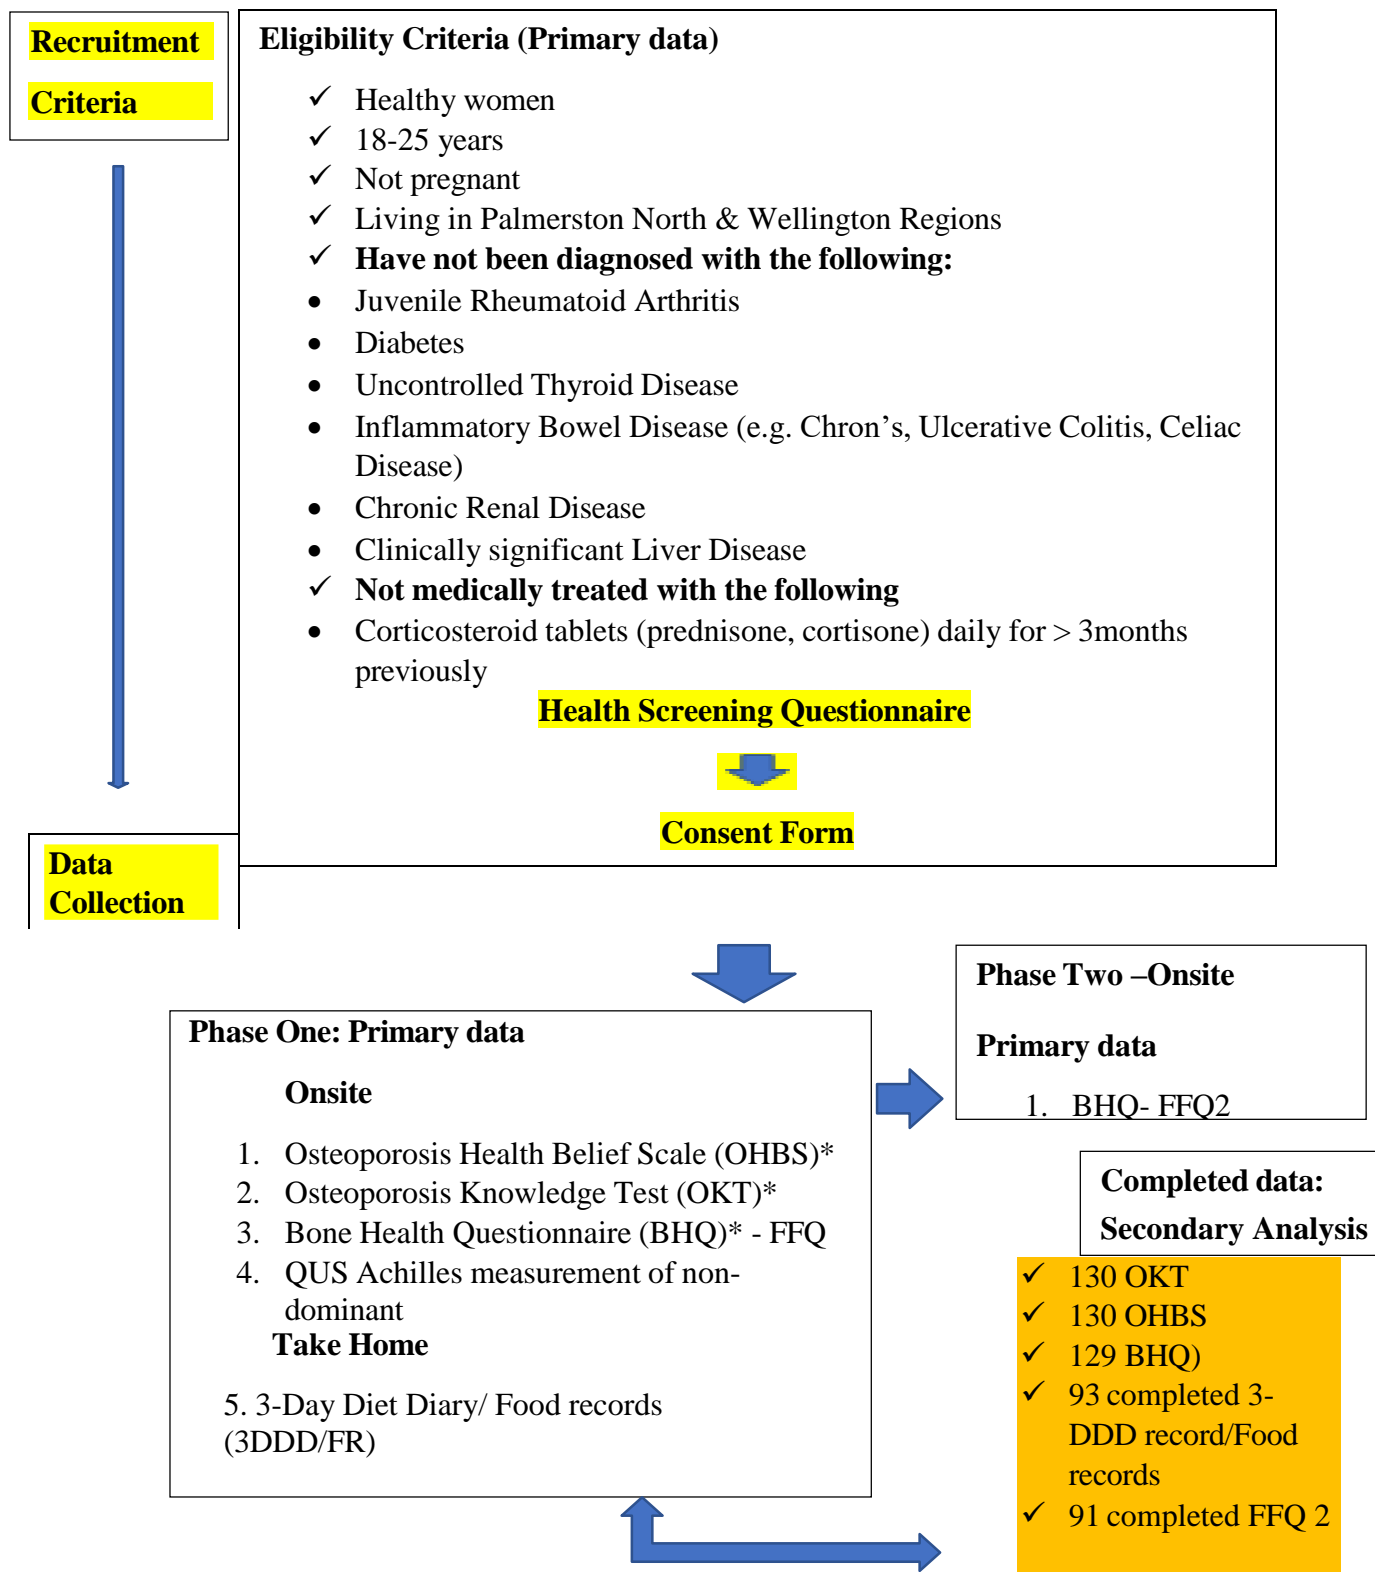 Recruitment
Criteria
Eligibility Criteria (Primary data)
✓ Healthy women
✓ 18-25 years
✓ Not pregnant
✓ Living in Palmerston North & Wellington Regions
✓ Have not been diagnosed with the following:
• Juvenile Rheumatoid Arthritis
• Diabetes
• Uncontrolled Thyroid Disease
• Inflammatory Bowel Disease (e.g. Chron’s, Ulcerative Colitis, Celiac
Disease)
• Chronic Renal Disease
• Clinically significant Liver Disease
✓ Not medically treated with the following
• Corticosteroid tablets (prednisone, cortisone) daily for > 3months
previously
Health Screening Questionnaire
Consent Form
Data
Collection
Phase One: Primary data
Onsite
1. Osteoporosis Health Belief Scale (OHBS)*
2. Osteoporosis Knowledge Test (OKT)*
3. Bone Health Questionnaire (BHQ)* - FFQ
4. QUS Achilles measurement of non-
dominant
Take Home
5. 3-Day Diet Diary/ Food records
(3DDD/FR)
Phase Two –Onsite
Primary data
1. BHQ- FFQ2
Completed data:
Secondary Analysis
✓ 130 OKT
✓ 130 OHBS
✓ 129 BHQ)
✓ 93 completed 3-
DDD record/Food
records
✓ 91 completed FFQ 2